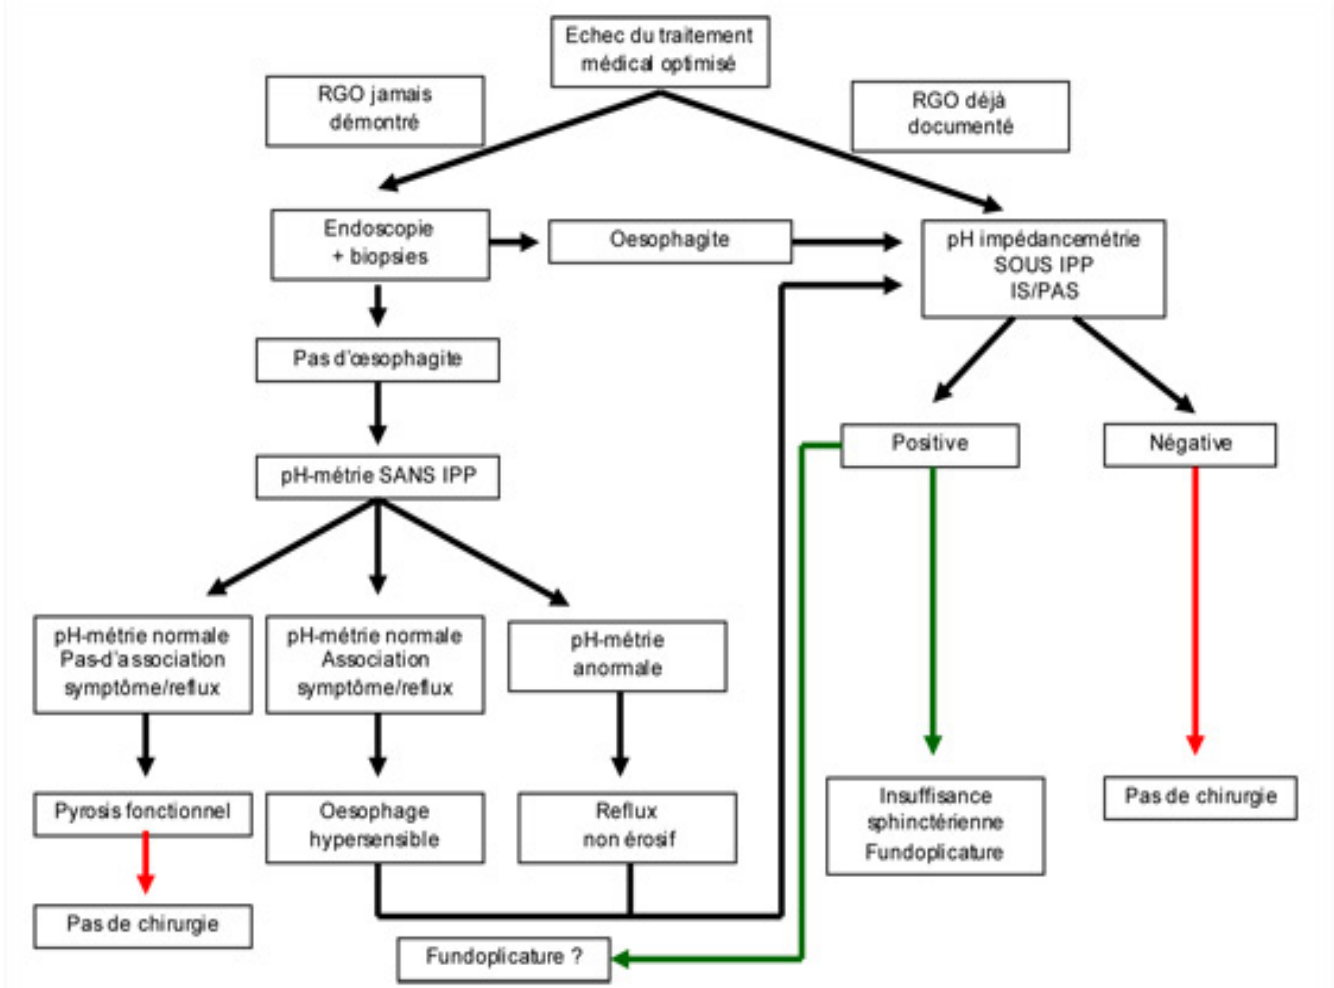 Echec du traitement
médical optimisé
RGO jamais
démontré
RGO déjà
documenté
Endoscopie
+ biopsies
Oesophagite
pH impédancemétrie
SOUS IPP
IS/PAS
Pas d'œsophagite
Positive
Négative
pH-métrie SANS IPP
pH-métrie normale
Pas-d'association
symptôme/reflux
pH-métrie normale
Association
symptôme/reflux
pH-métrie
anormale
Pyrosis fonctionnel
Oesophage
hypersensible
Reflux
non érosif
Insuffisance
sphinctérienne
Fundoplicature
Pas de chirurgie
Pas de chirurgie
Fundoplicature ?